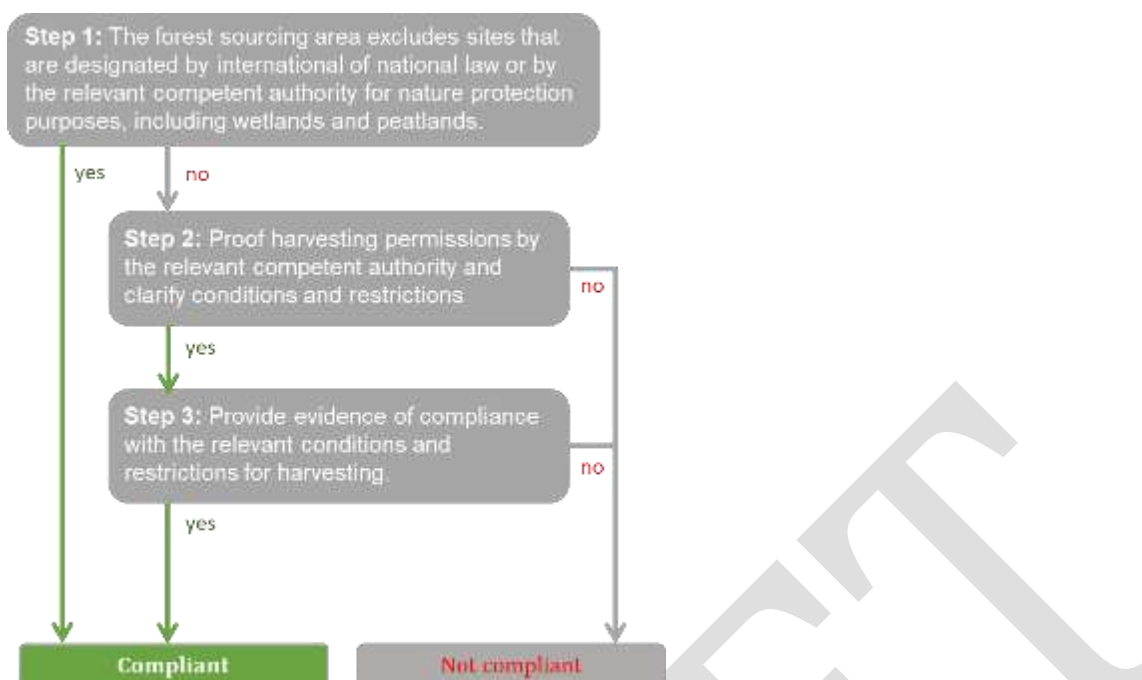 Step 1: The forest sourcing area excludes sites that
are designated by international of national law or by
the relevant competent authority for nature protection
purposes, including wetlands and peatlands.
yes
no
Step 2: Proof harvesting permissions by
the relevant competent authority and
clarify conditions and restrictions
no
yes
Step 3: Provide evidence of compliance
with the relevant conditions and
restrictions for harvesting.
no
yes
Compliant
Not compliant